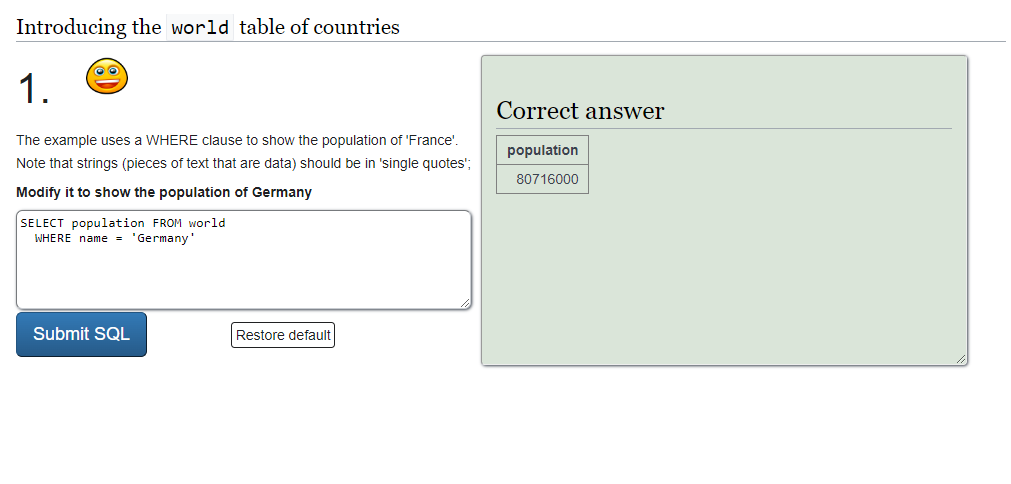 Introducing the world table of countries
1.
The example uses a WHERE clause to show the population of 'France'.
Note that strings (pieces of text that are data) should be in 'single quotes';
Modify it to show the population of Germany
SELECT population FROM world
WHERE name = 'Germany'
Submit SQL
Restore default
Correct answer
population
80716000